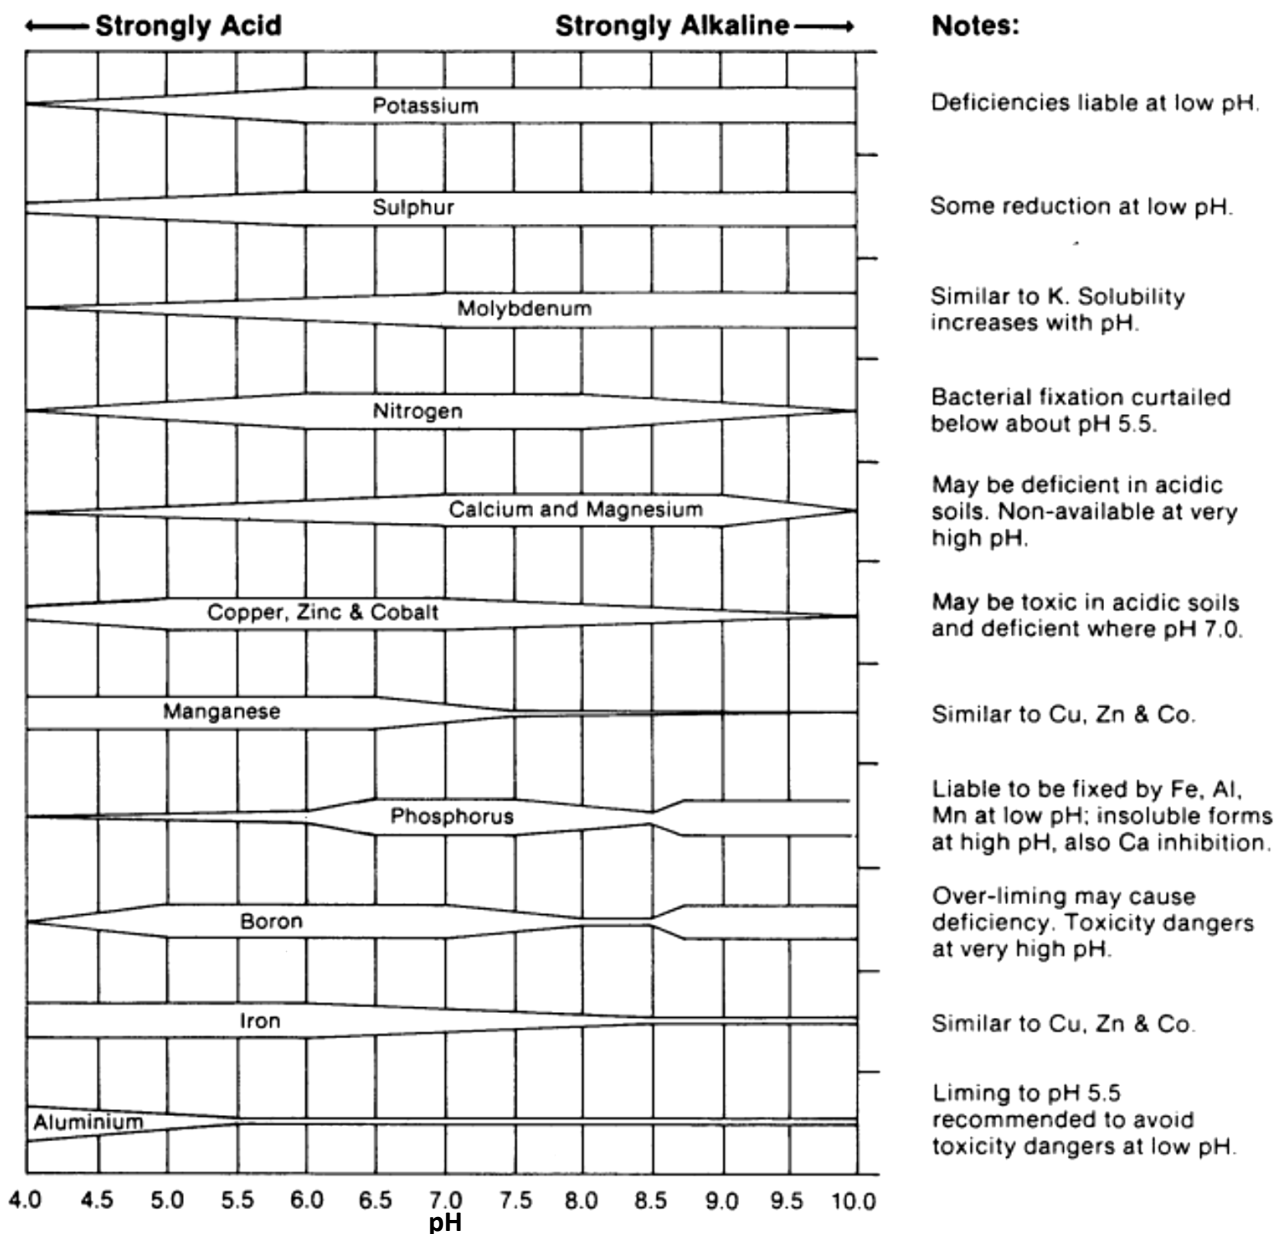 Strongly Acid
Strongly Alkaline
Notes:
Potassium
Deficiencies liable at low pH.
Sulphur
Some reduction at low pH.
Molybdenum
Similar to K. Solubility
increases with pH.
Nitrogen
Bacterial fixation curtailed
below about pH 5.5.
Calcium and Magnesium
May be deficient in acidic
soils. Non-available at very
high pH.
Copper, Zinc & Cobalt
May be toxic in acidic soils
and deficient where pH 7.0.
Manganese
Similar to Cu, Zn & Co.
Phosphorus
Liable to be fixed by Fe, Al,
Mn at low pH; insoluble forms
at high pH, also Ca inhibition.
Boron
Over-liming may cause
deficiency. Toxicity dangers
at very high pH.
Iron
Similar to Cu, Zn & Co.
Aluminium
Liming to pH 5.5
recommended to avoid
toxicity dangers at low pH.
4.0 4.5 5.0 5.5 6.0 6.5 7.0 7.5 8.0 8.5 9.0 9.5 10.0
pH